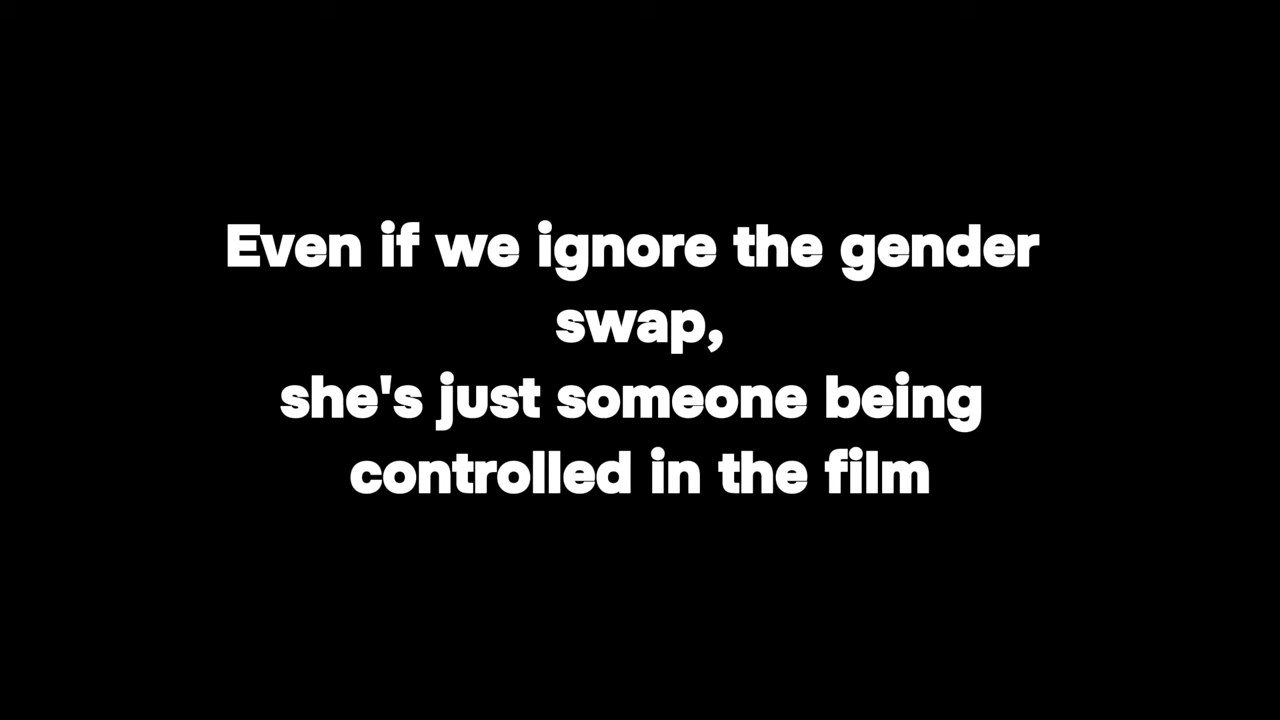 Even if we ignore the gender
swap,
she's just someone being
controlled in the film